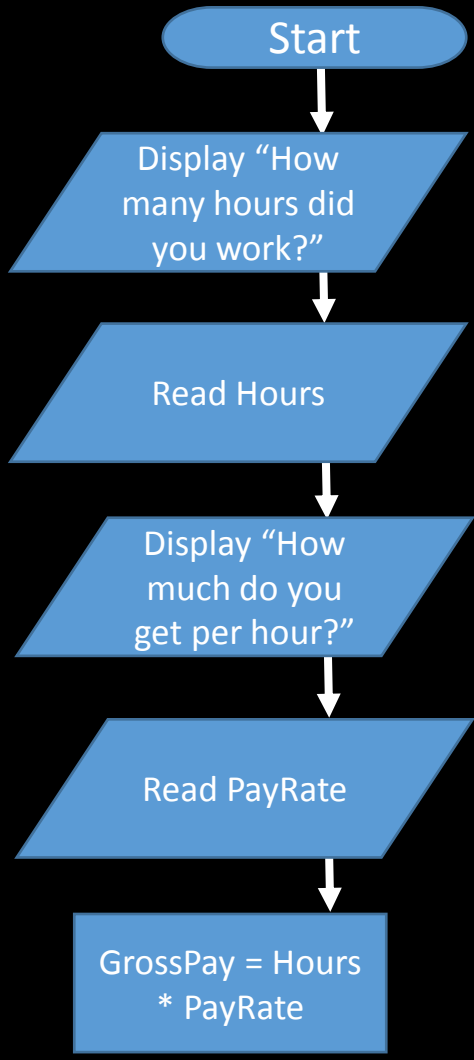 Start
Display “How
many hours did
you work?”
Read Hours
Display “How
much do you
get per hour?”
Read PayRate
GrossPay = Hours
* PayRate